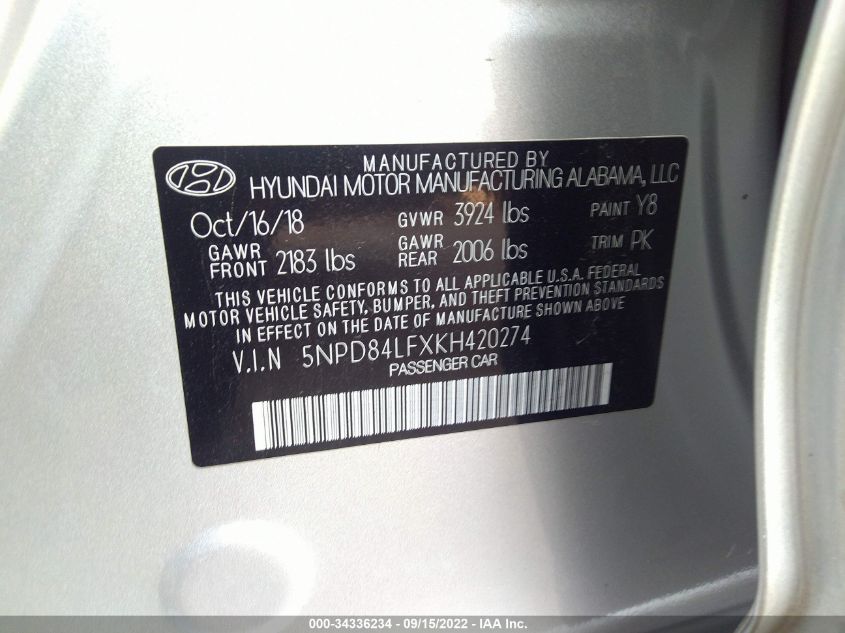 MANUFACTURED BY
HYUNDAI MOTOR MANUFACTURING ALABAMA, LLC
Oct/16/18 GVWR 3924 lbs PAINT Y8
GAWR FRONT 2183 lbs GAWR REAR 2006 lbs TRIM PK
THIS VEHICLE CONFORMS TO ALL APPLICABLE U.S.A. FEDERAL
MOTOR VEHICLE SAFETY, BUMPER, AND THEFT PREVENTION STANDARDS
IN EFFECT ON THE DATE OF MANUFACTURE SHOWN ABOVE
V.I.N 5NPD84LFXKH420274
PASSENGER CAR
000-34336234 - 09/15/2022 - IAA Inc.